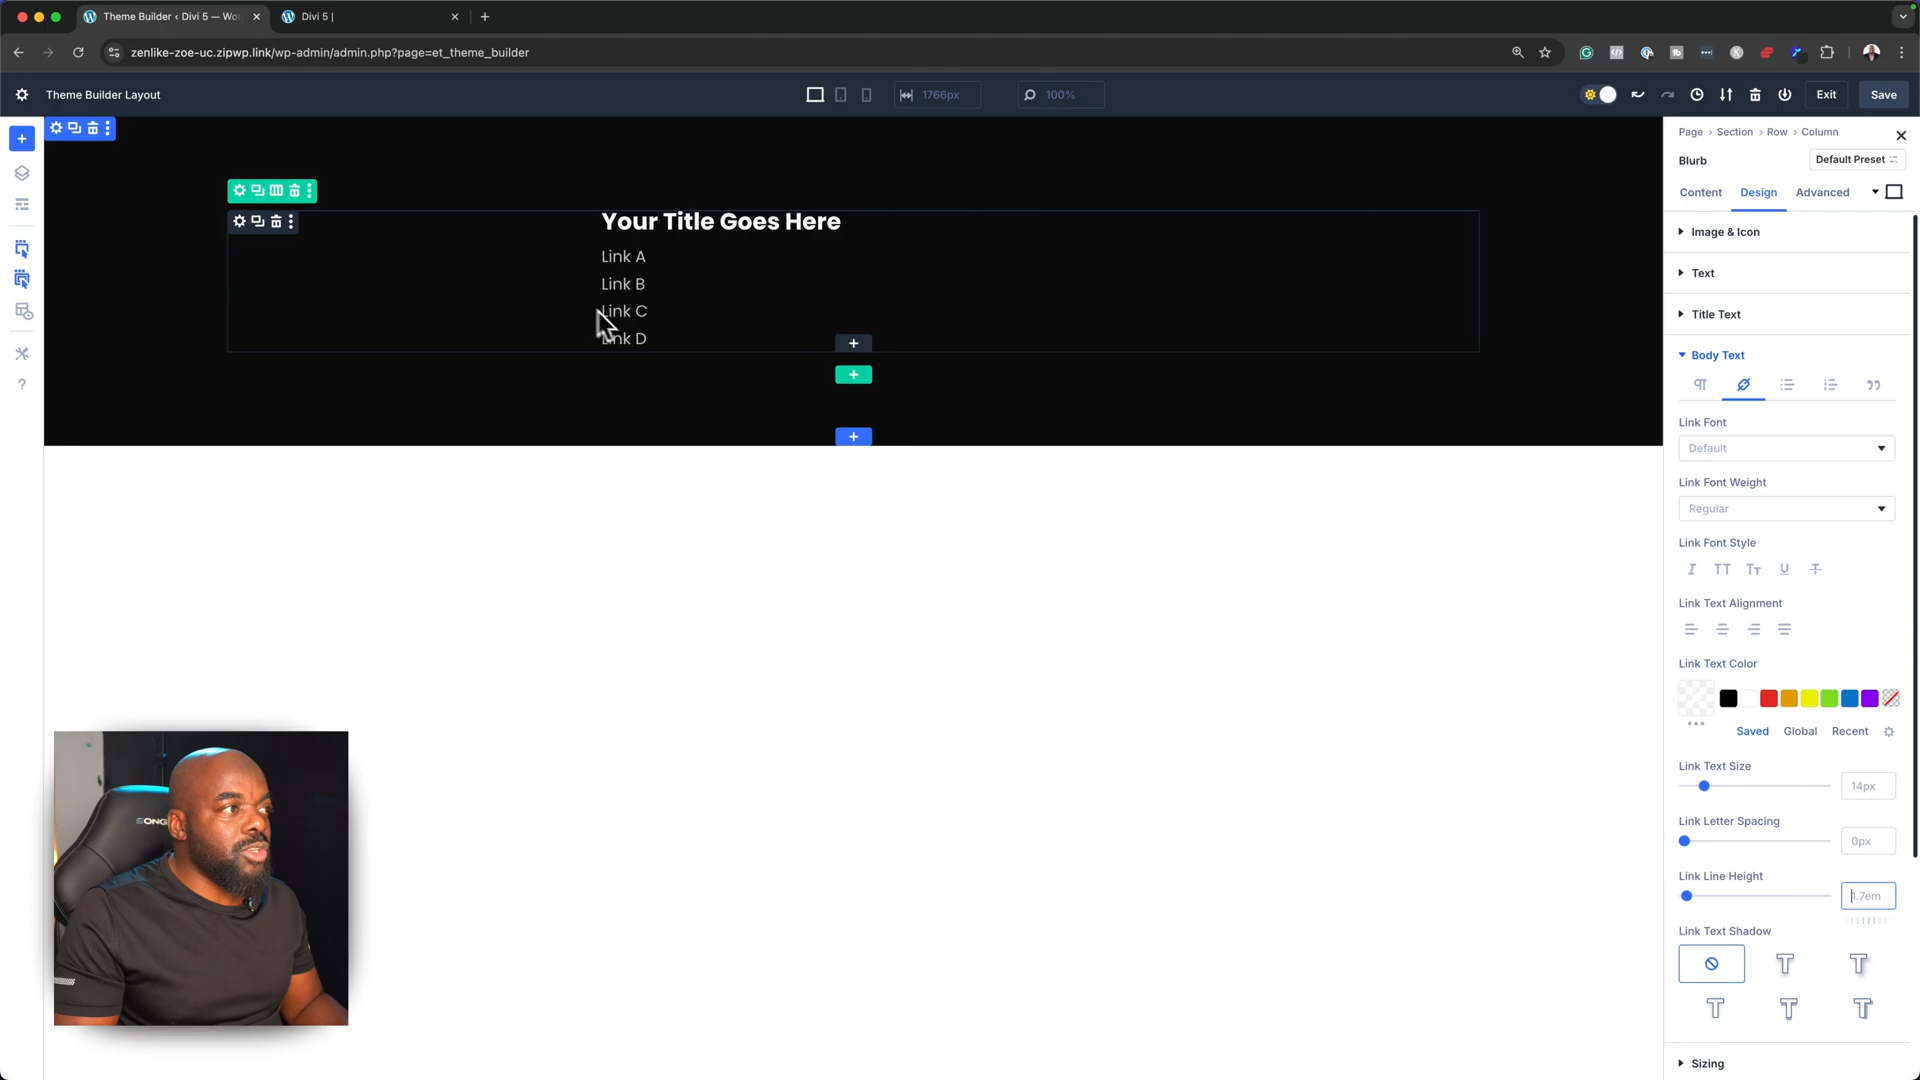 Theme Builder ‹ Divi 5 — Wor
Divi 5 |
zenlike-zoe-uc.zipwp.link/wp-admin/admin.php?page=et_theme_builder
Theme Builder Layout
1766px
100%
Exit
Save
Page > Section > Row > Column
Blurb
Default Preset
Content
Design
Advanced
Your Title Goes Here
Link A
Link B
Link C
Link D
Image & Icon
Text
Title Text
Body Text
Link Font
Default
Link Font Weight
Regular
Link Font Style
Link Text Alignment
Link Text Color
Saved
Global
Recent
Link Text Size
14px
Link Letter Spacing
0px
Link Line Height
1.7em
Link Text Shadow
Sizing
SONG